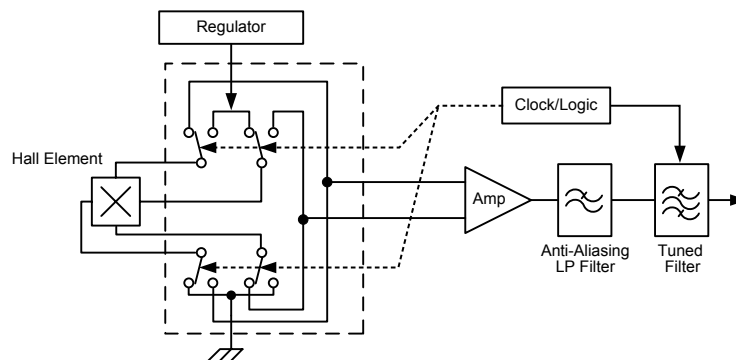 Regulator
Clock/Logic
Hall Element
Amp
Anti-Aliasing
LP Filter
Tuned
Filter